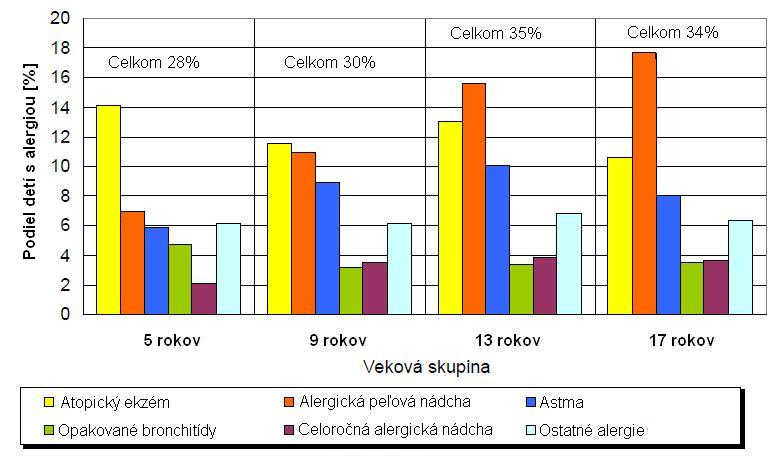 Podiel detí s alergiou [%]
20
18
16
14
12
10
8
6
4
2
0
Celkom 28%
Celkom 30%
Celkom 35%
Celkom 34%
5 rokov
9 rokov
13 rokov
17 rokov
Veková skupina
Atopický ekzém
Alergická peľová nádcha
Astma
Opakované bronchitídy
Celoročná alergická nádcha
Ostatné alergie